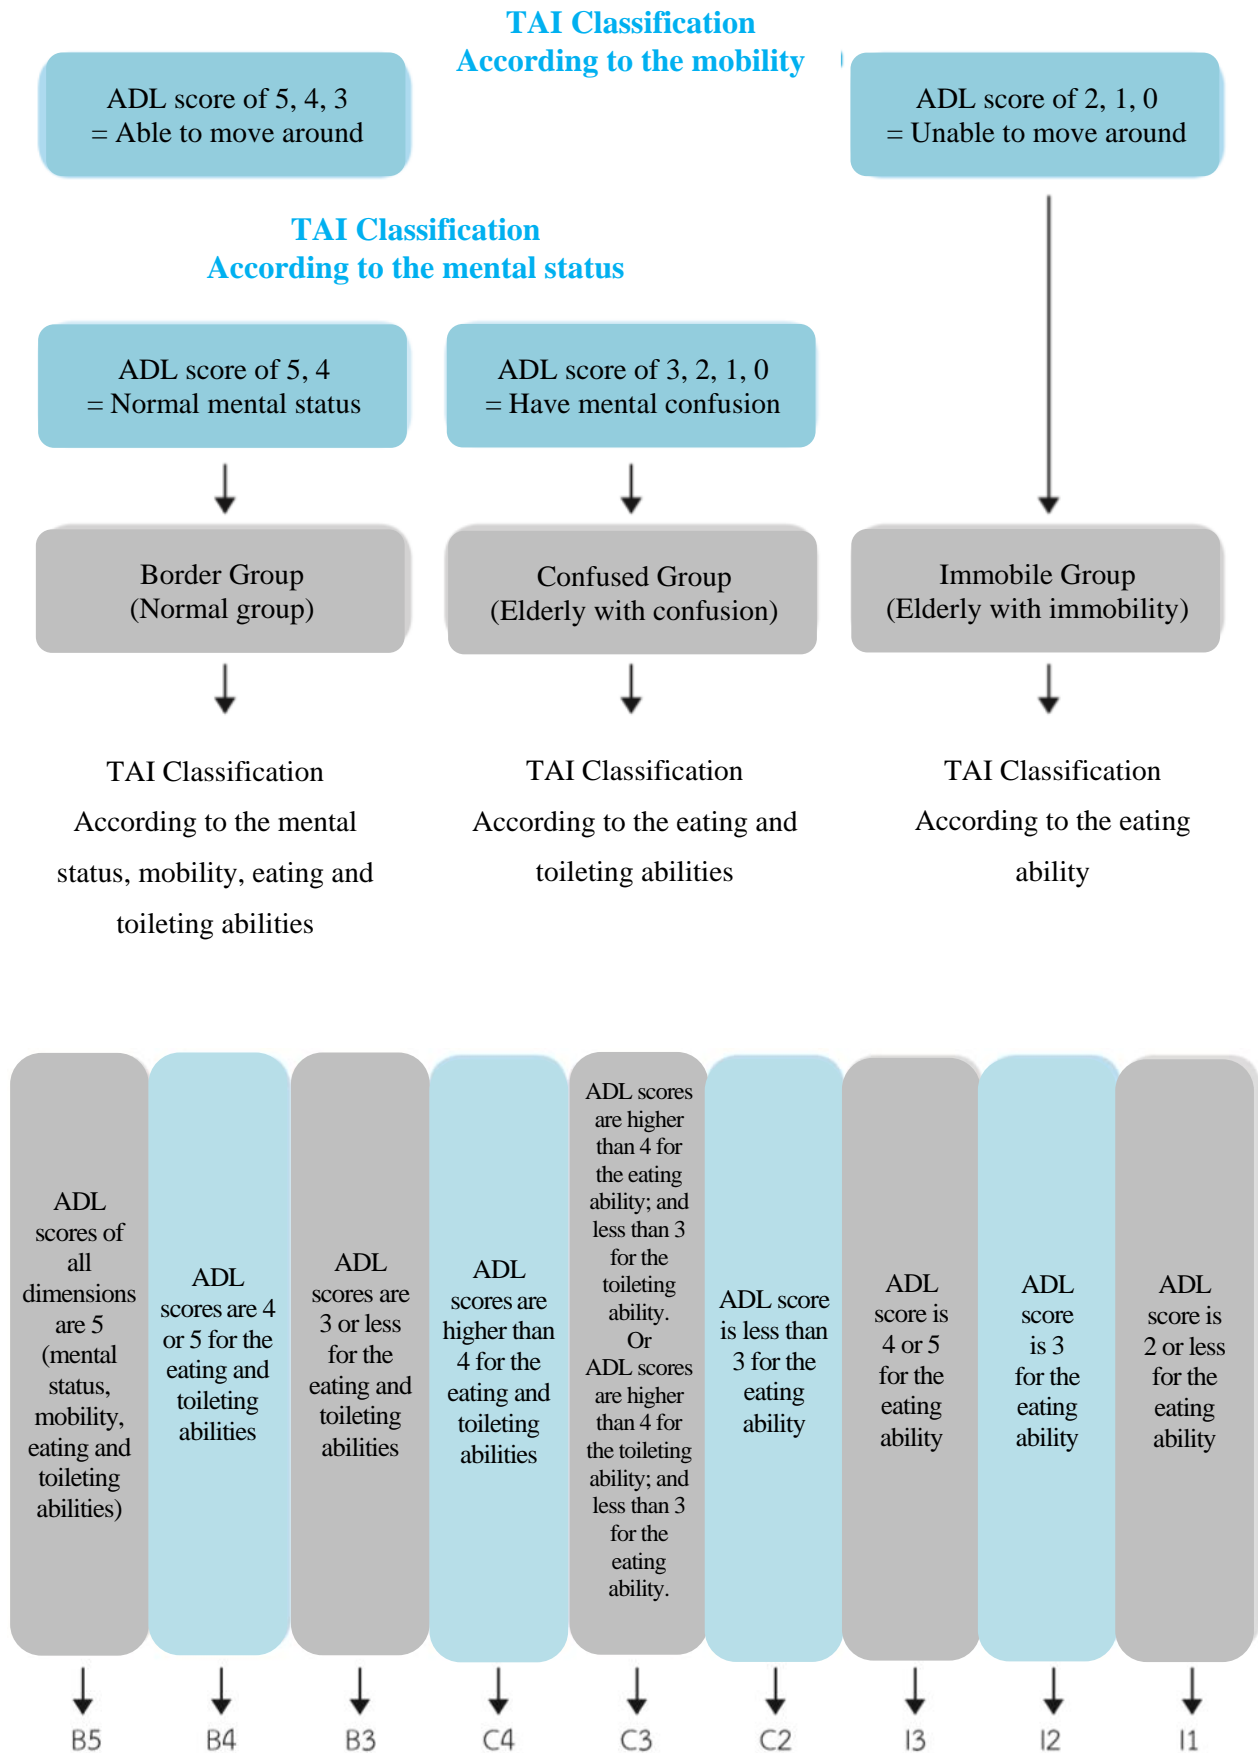 TAI Classification
According to the mobility
ADL score of 5, 4, 3
= Able to move around
ADL score of 2, 1, 0
= Unable to move around
TAI Classification
According to the mental status
ADL score of 5, 4
= Normal mental status
ADL score of 3, 2, 1, 0
= Have mental confusion
Border Group
(Normal group)
Confused Group
(Elderly with confusion)
Immobile Group
(Elderly with immobility)
TAI Classification
According to the mental
status, mobility, eating and
toileting abilities
TAI Classification
According to the eating and
toileting abilities
TAI Classification
According to the eating
ability
ADL
scores of
all
dimensions
are 5
(mental
status,
mobility,
eating and
toileting
abilities)
ADL
scores are 4
or 5 for the
eating and
toileting
abilities
ADL
scores are
3 or less
for the
eating and
toileting
abilities
ADL
scores are
higher than
4 for the
eating and
toileting
abilities
ADL scores
are higher
than 4 for
the eating
ability; and
less than 3
for the
toileting
ability.
Or
ADL scores
are higher
than 4 for
the toileting
ability; and
less than 3
for the
eating
ability.
ADL score
is less than
3 for the
eating
ability
ADL
score is
4 or 5
for the
eating
ability
ADL
score
is 3
for the
eating
ability
ADL
score is
2 or less
for the
eating
ability
B5
B4
B3
C4
C3
C2
I3
I2
I1